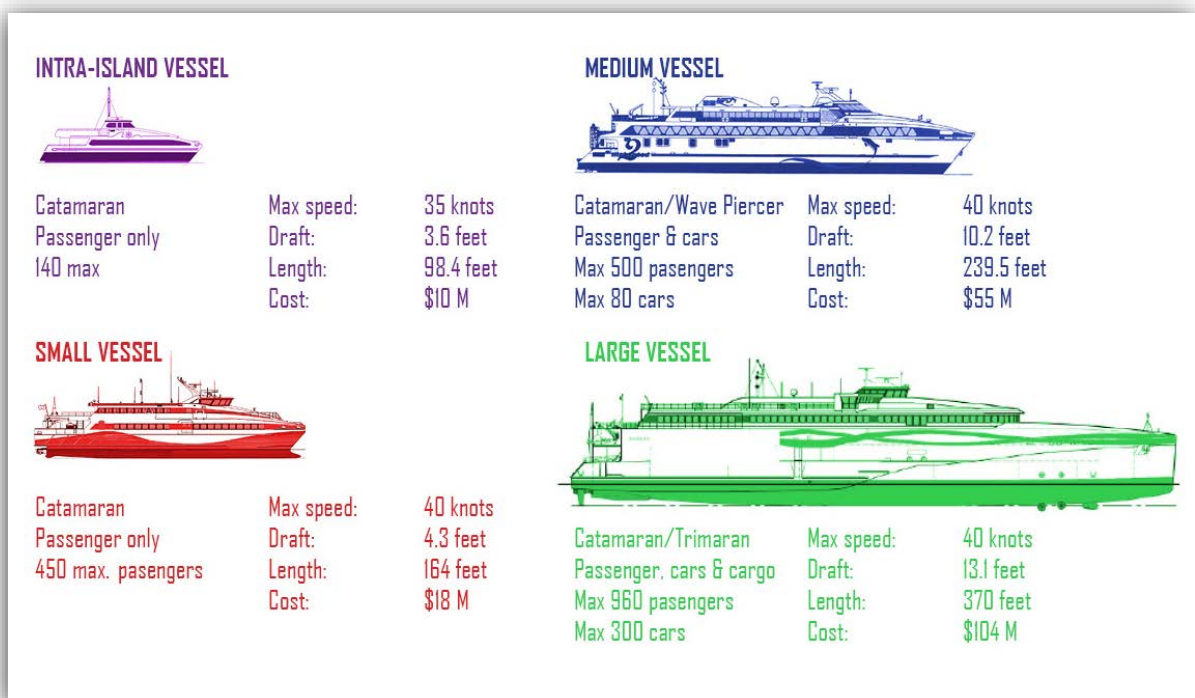 INTRA-ISLAND VESSEL
Catamaran
Passenger only
140 max
Max speed: 35 knots
Draft: 3.6 feet
Length: 98.4 feet
Cost: $10 M
MEDIUM VESSEL
Catamaran/Wave Piercer
Passenger & cars
Max 500 pasengers
Max 80 cars
Max speed: 40 knots
Draft: 10.2 feet
Length: 239.5 feet
Cost: $55 M
SMALL VESSEL
Catamaran
Passenger only
450 max. pasengers
Max speed: 40 knots
Draft: 4.3 feet
Length: 164 feet
Cost: $18 M
LARGE VESSEL
Catamaran/Trimaran
Passenger, cars & cargo
Max 960 pasengers
Max 300 cars
Max speed: 40 knots
Draft: 13.1 feet
Length: 370 feet
Cost: $104 M